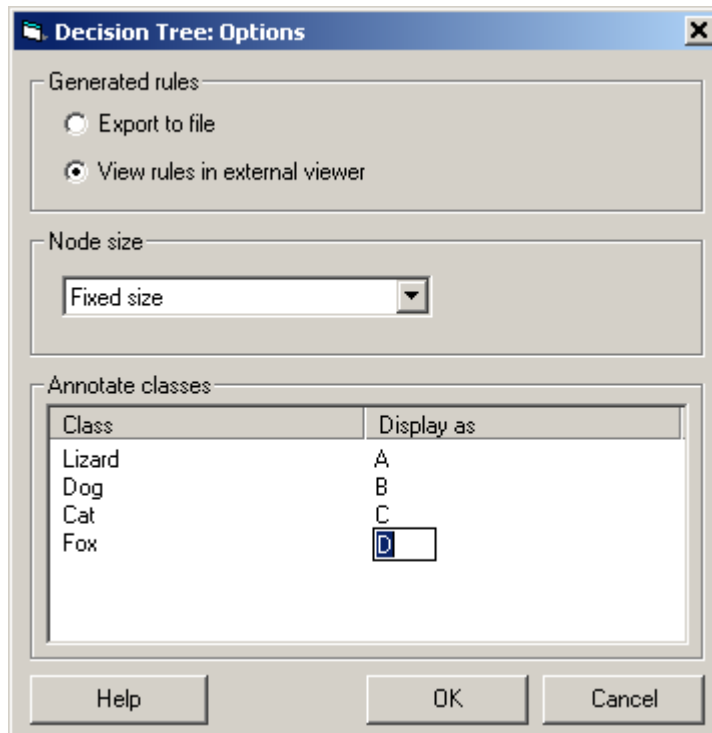 Decision Tree: Options
Generated rules
Export to file
View rules in external viewer
Node size
Fixed size
Annotate classes
Class Display as
Lizard A
Dog B
Cat C
Fox D
Help OK Cancel